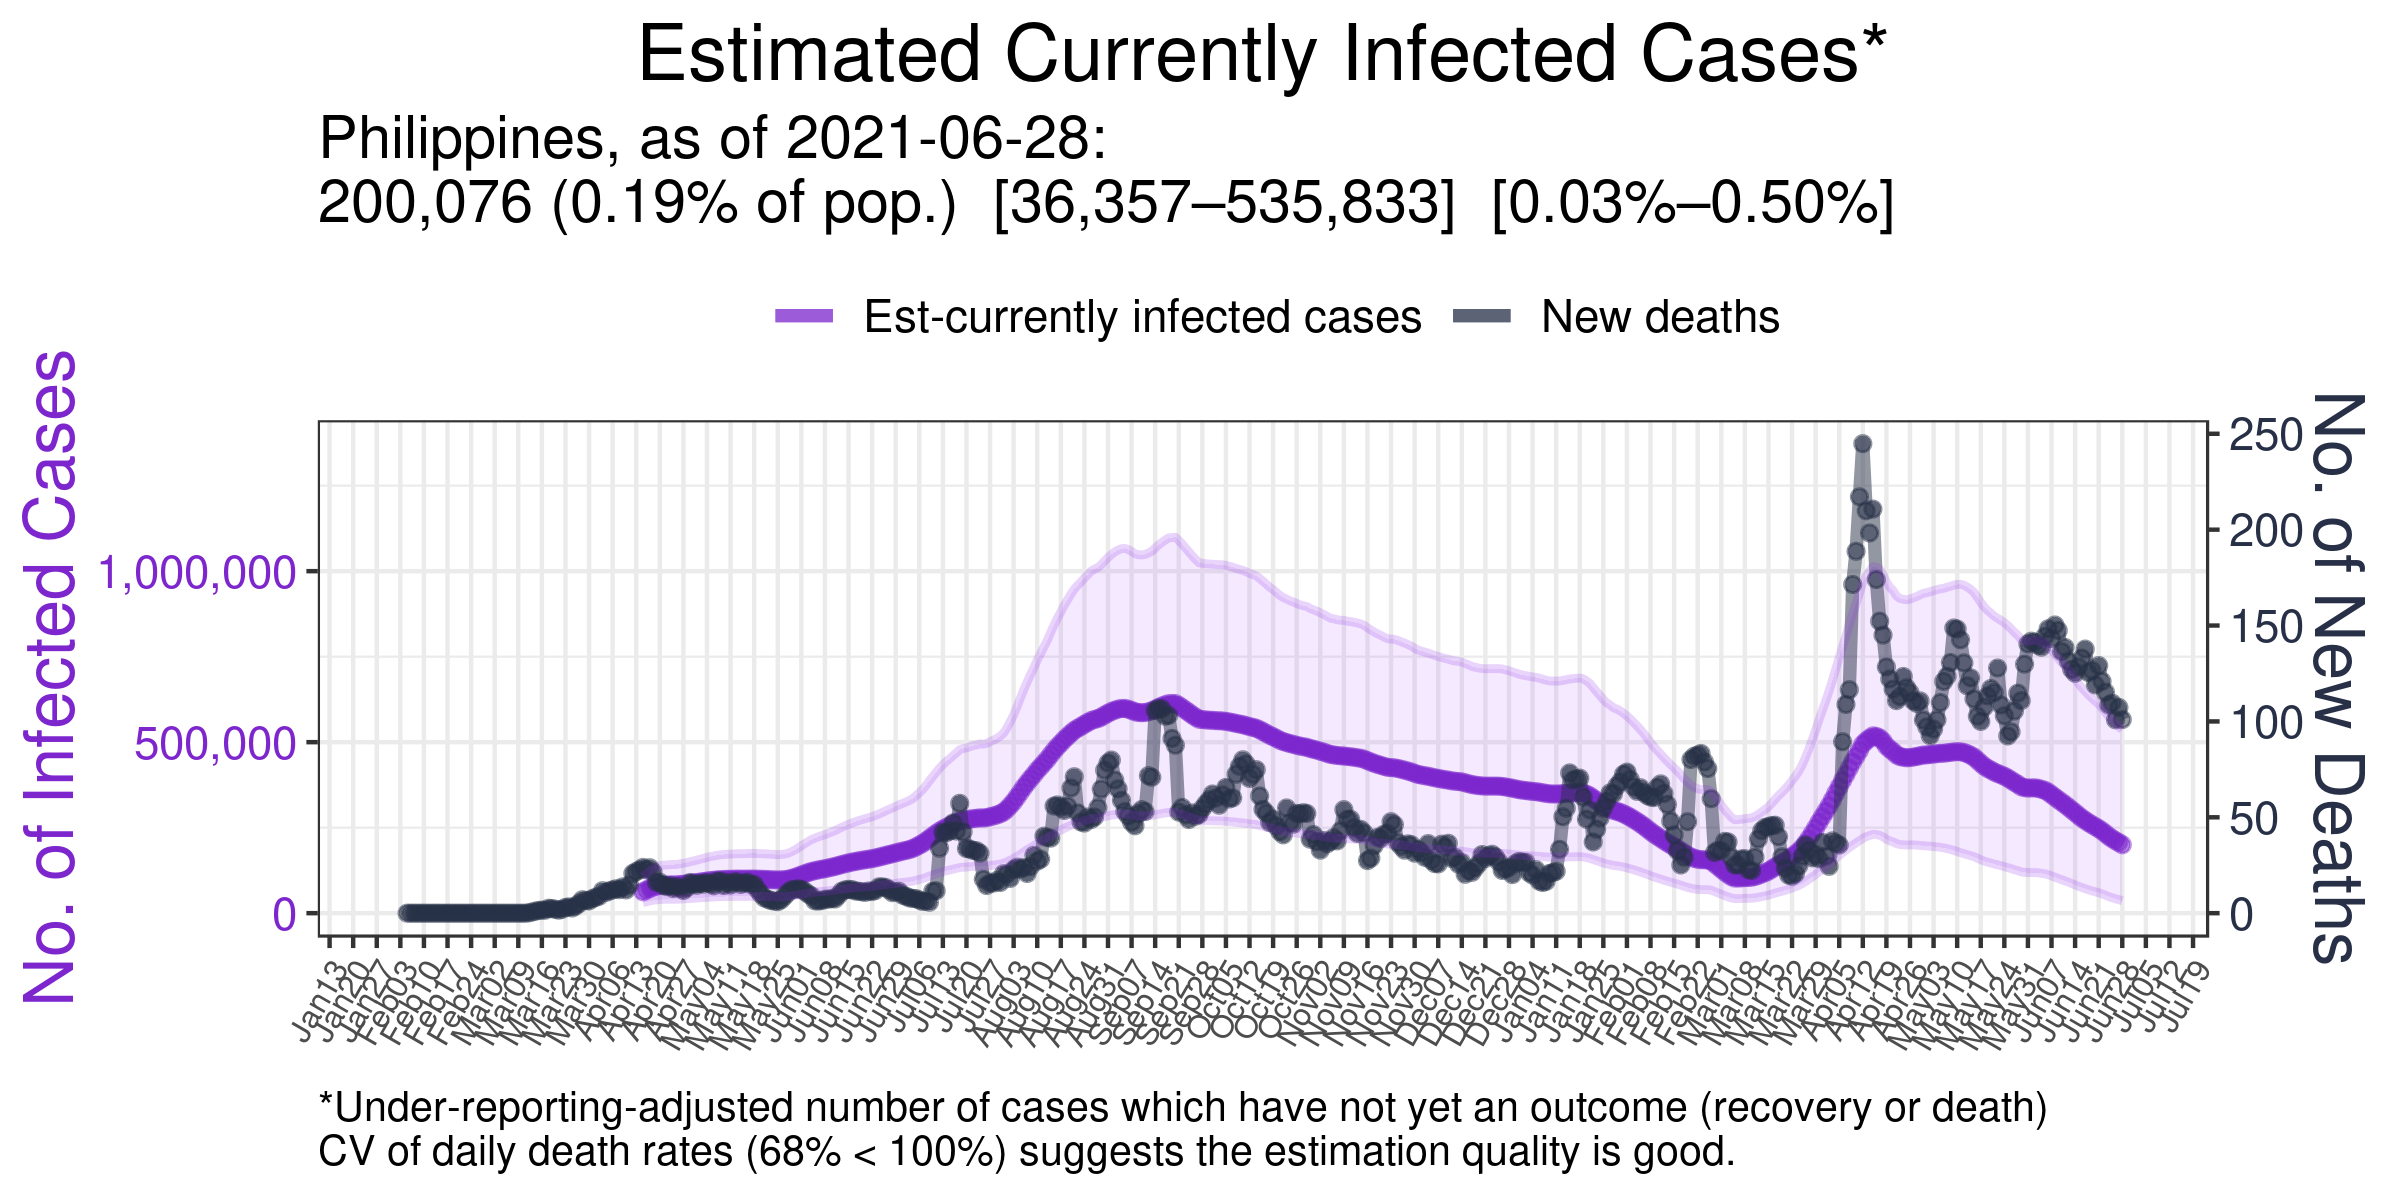 Estimated Currently Infected Cases*
Philippines, as of 2021-06-28:
200,076 (0.19% of pop.) [36,357–535,833] [0.03%–0.50%]
Est-currently infected cases
New deaths
No. of Infected Cases
1,000,000
500,000
0
No. of New Deaths
250
200
150
100
50
0
Jan13
Jan20
Jan27
Feb03
Feb10
Feb17
Feb24
Mar02
Mar09
Mar16
Mar23
Mar30
Apr06
Apr13
Apr20
Apr27
May04
May11
May18
May25
Jun01
Jun08
Jun15
Jun22
Jun29
Jul06
Jul13
Jul20
Jul27
Aug03
Aug10
Aug17
Aug24
Aug31
Sep07
Sep14
Sep21
Sep28
Oct05
Oct12
Oct19
Oct26
Nov02
Nov09
Nov16
Nov23
Nov30
Dec07
Dec14
Dec21
Dec28
Jan04
Jan11
Jan18
Jan25
Feb01
Feb08
Feb15
Feb22
Mar01
Mar08
Mar15
Mar22
Mar29
Apr05
Apr12
Apr19
Apr26
May03
May10
May17
May24
May31
Jun07
Jun14
Jun21
Jun28
Jul05
Jul12
Jul19
*Under-reporting-adjusted number of cases which have not yet an outcome (recovery or death)
CV of daily death rates (68% < 100%) suggests the estimation quality is good.